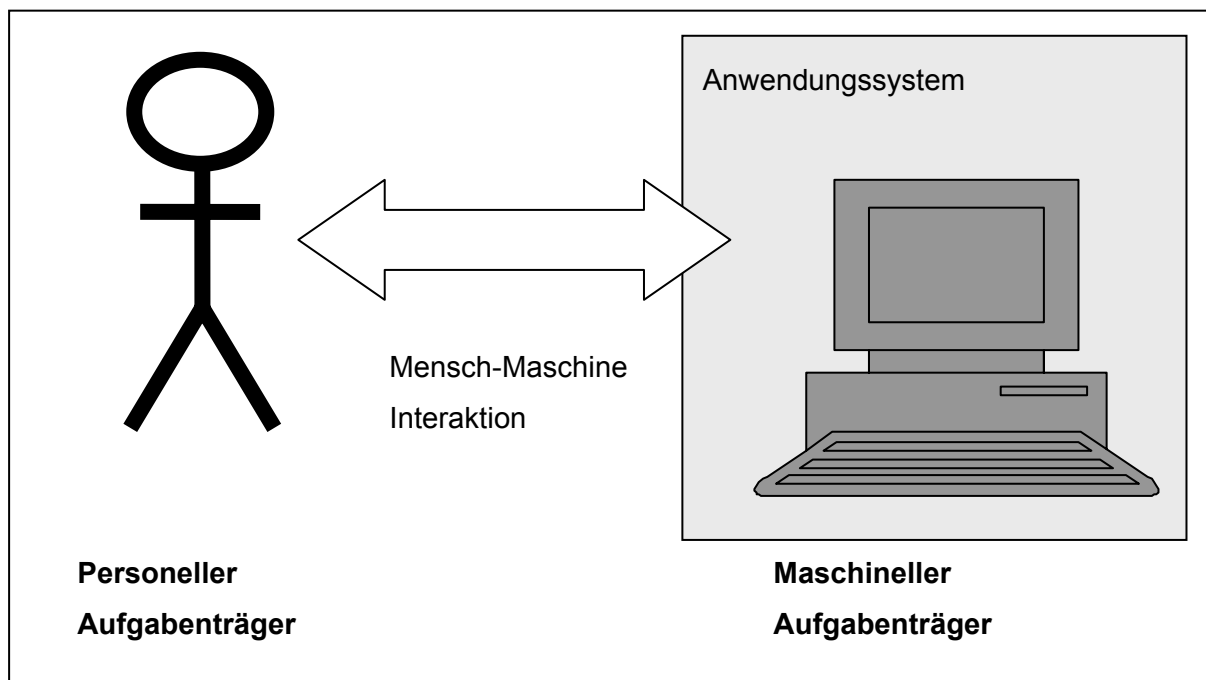 Anwendungssystem
Mensch-Maschine
Interaktion
Personeller
Aufgabenträger
Maschineller
Aufgabenträger